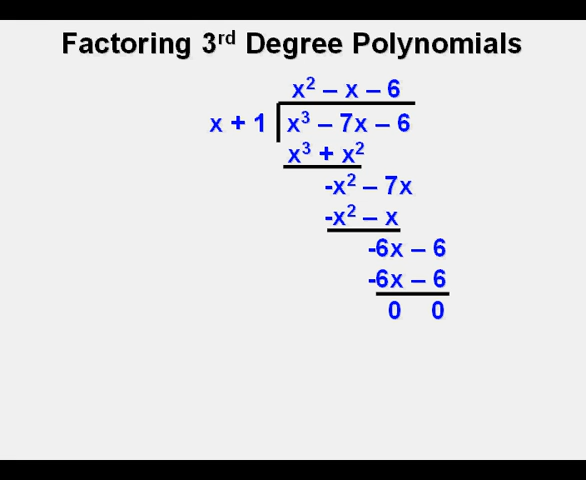 Factoring 3rd Degree Polynomials
x² – x – 6
x + 1 x³ – 7x – 6
x³ + x²
-x² – 7x
-x² – x
-6x – 6
-6x – 6
0 0